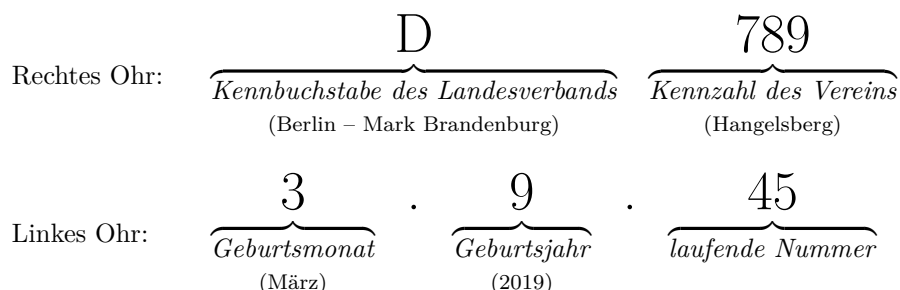 D 789
Rechtes Ohr:
Kennbuchstabe des Landesverbands Kennzahl des Vereins
(Berlin – Mark Brandenburg) (Hangelsberg)
3 . 9 . 45
Linkes Ohr:
Geburtsmonat Geburtsjahr laufende Nummer
(März) (2019)